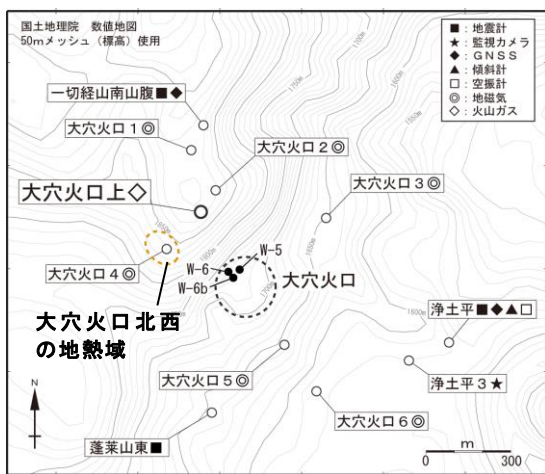 国土地理院 数値地図
50mメッシュ（標高）使用
■：地震計
★：監視カメラ
◆：GNSS
▲：傾斜計
□：空振計
◎：地磁気
◇：火山ガス
一切経山南山腹■◆
大穴火口１◎
大穴火口２◎
大穴火口上◇
大穴火口３◎
大穴火口４◎
W-5
W-6
W-6b
大穴火口
大穴火口北西
の地熱域
浄土平■◆▲□
大穴火口５◎
浄土平３★
大穴火口６◎
蓬莱山東■
N
m
0 300
1750m
1600m
1550m
1650m
1700m
1600m